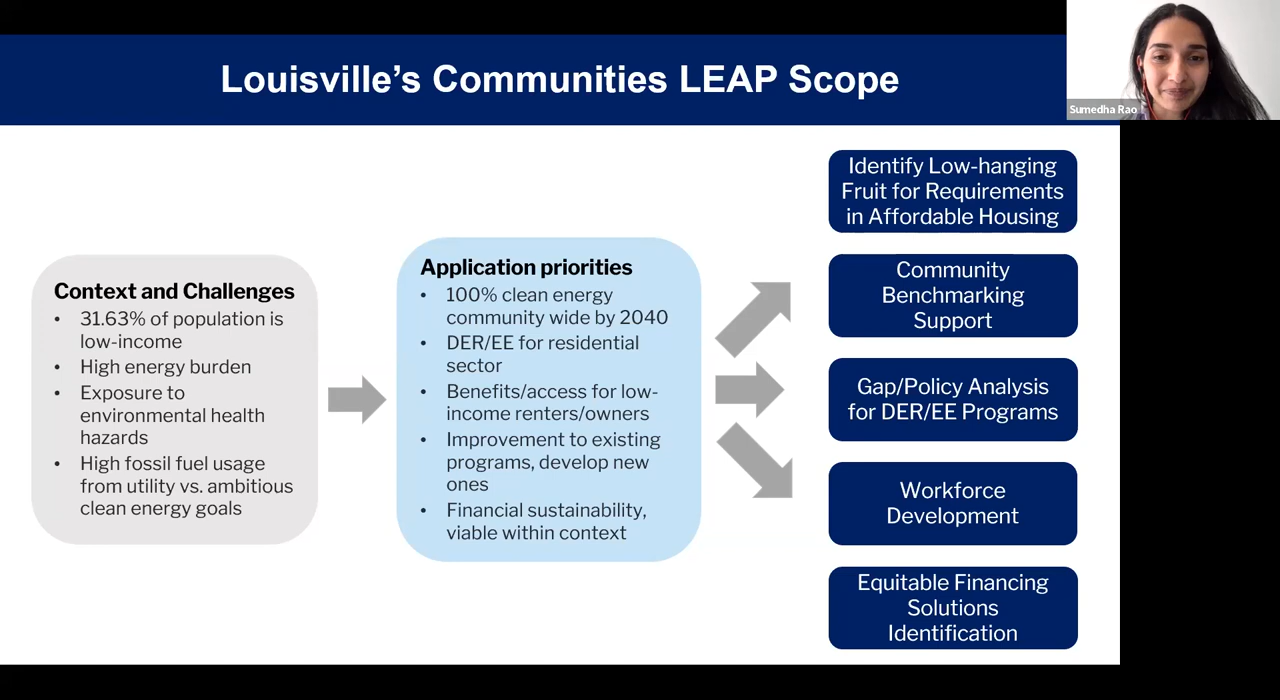 Louisville's Communities LEAP Scope
Sumedha Rao
Context and Challenges
• 31.63% of population is
low-income
• High energy burden
• Exposure to
environmental health
hazards
• High fossil fuel usage
from utility vs. ambitious
clean energy goals
Application priorities
• 100% clean energy
community wide by 2040
• DER/EE for residential
sector
• Benefits/access for low-
income renters/owners
• Improvement to existing
programs, develop new
ones
• Financial sustainability,
viable within context
Identify Low-hanging
Fruit for Requirements
in Affordable Housing
Community
Benchmarking
Support
Gap/Policy Analysis
for DER/EE Programs
Workforce
Development
Equitable Financing
Solutions
Identification